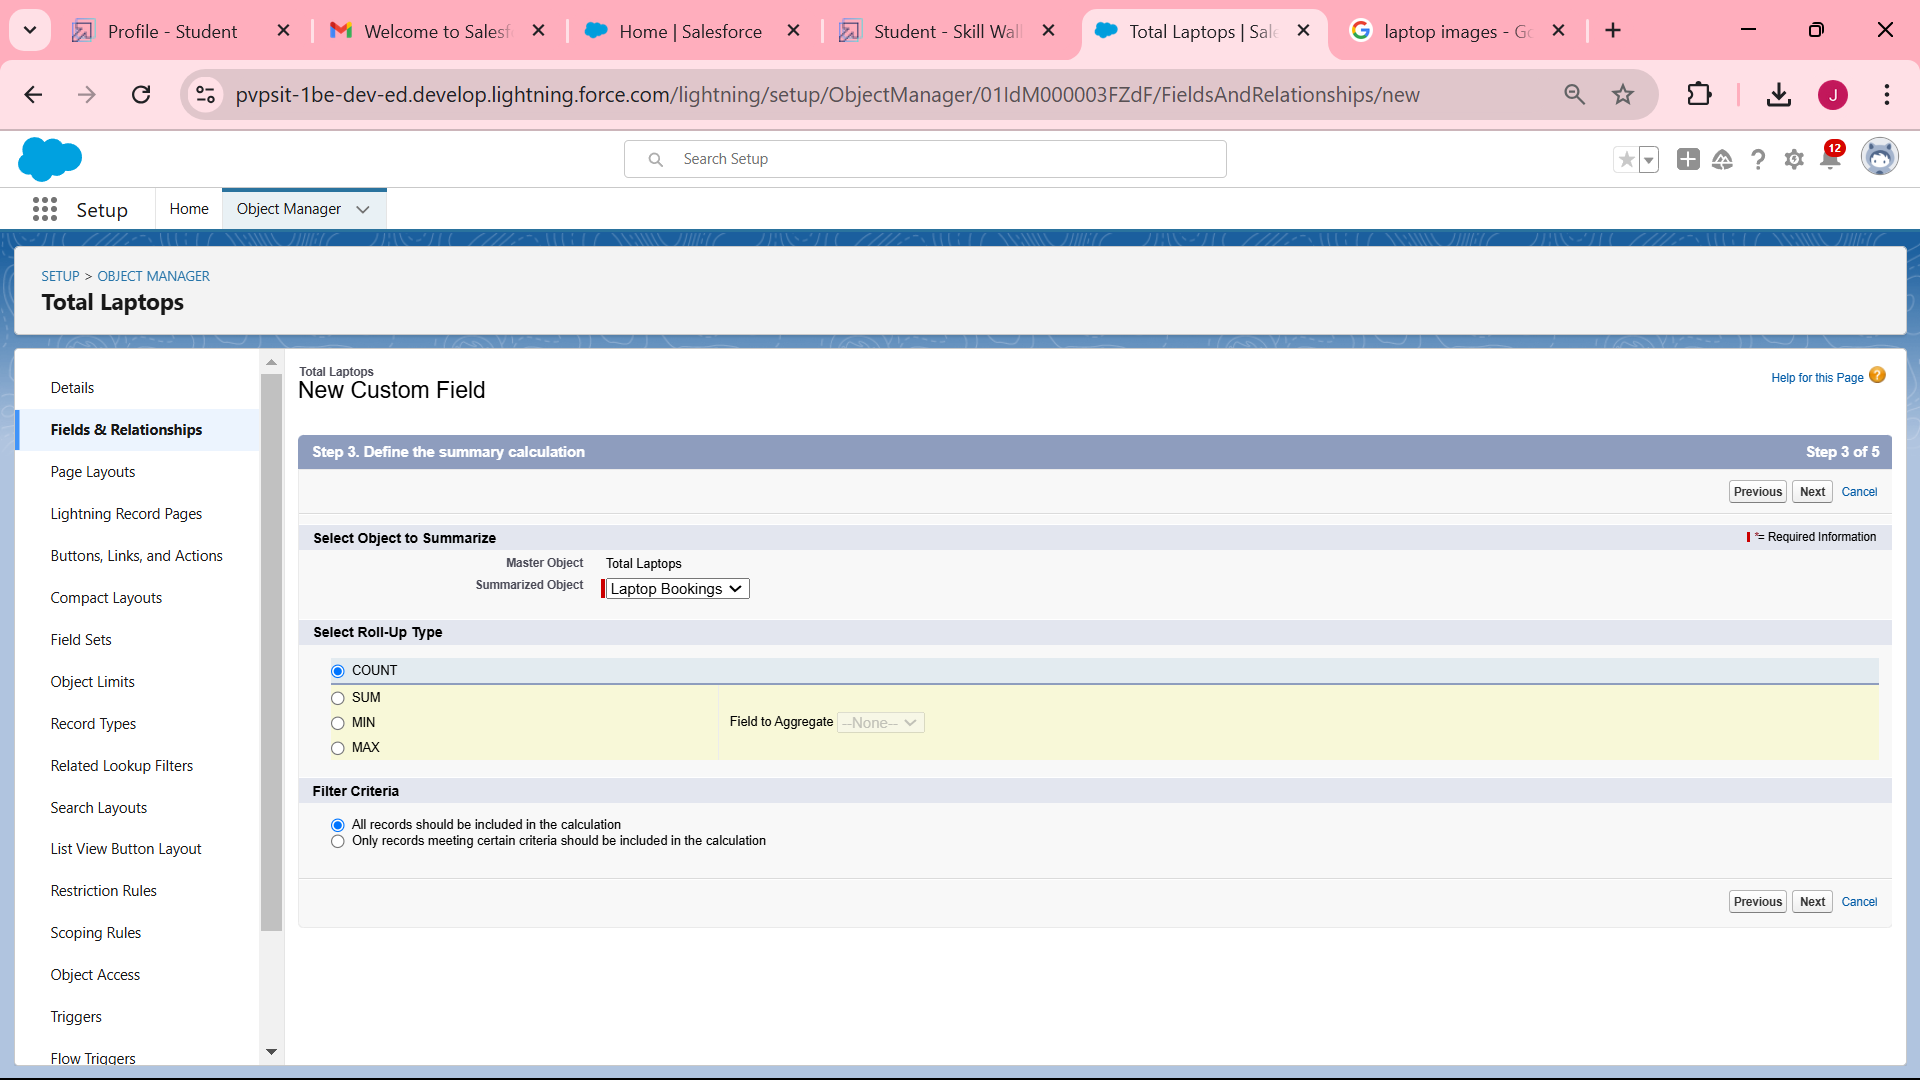 Profile - Student
Welcome to Salesf
Home | Salesforce
Student - Skill Wall
Total Laptops | Sale
laptop images - Go
pvpsit-1be-dev-ed.develop.lightning.force.com/lightning/setup/ObjectManager/01IdM000003FZdF/FieldsAndRelationships/new
J
Search Setup
12
Setup
Home
Object Manager
SETUP > OBJECT MANAGER
Total Laptops
Details
Fields & Relationships
Page Layouts
Lightning Record Pages
Buttons, Links, and Actions
Compact Layouts
Field Sets
Object Limits
Record Types
Related Lookup Filters
Search Layouts
List View Button Layout
Restriction Rules
Scoping Rules
Object Access
Triggers
Flow Triggers
Total Laptops
New Custom Field
Help for this Page ?
Step 3. Define the summary calculation
Step 3 of 5
Previous Next Cancel
Select Object to Summarize
*= Required Information
Master Object Total Laptops
Summarized Object Laptop Bookings
Select Roll-Up Type
COUNT
SUM
MIN
MAX
Field to Aggregate --None--
Filter Criteria
All records should be included in the calculation
Only records meeting certain criteria should be included in the calculation
Previous Next Cancel